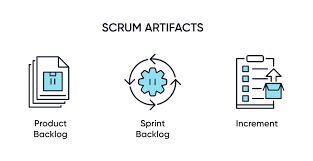 SCRUM ARTIFACTS
Product
Backlog
Sprint
Backlog
Increment